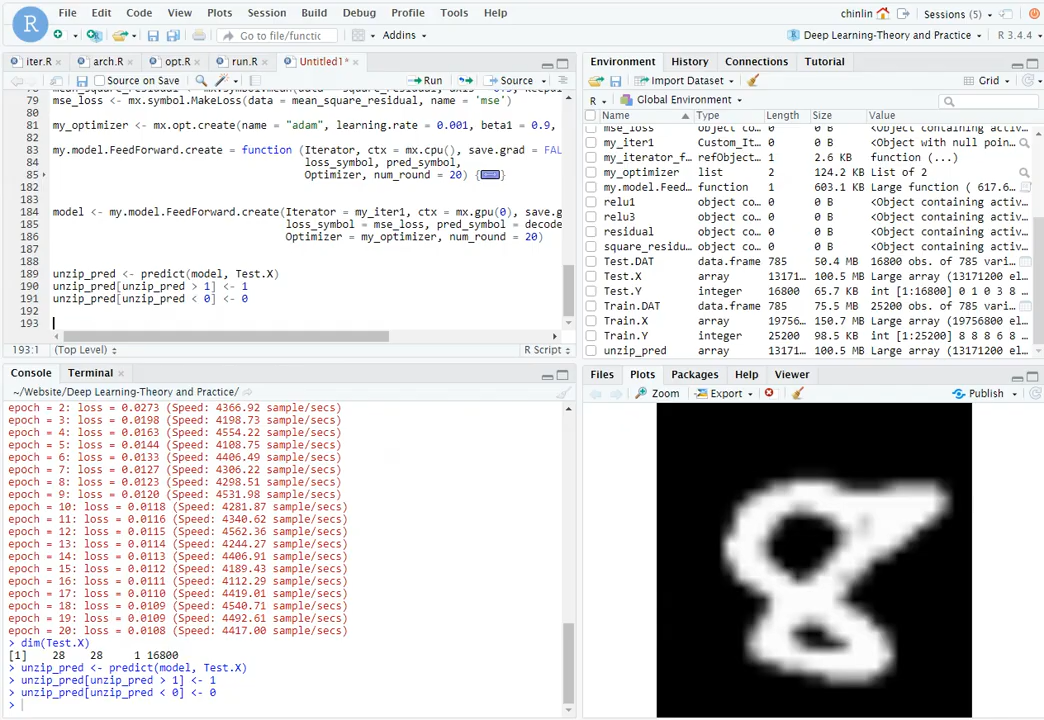 File Edit Code View Plots Session Build Debug Profile Tools Help
chinlin Sessions (5)
Go to file/functic Addins
Deep Learning-Theory and Practice R 3.4.4
iter.R arch.R opt.R run.R Untitled1*
Source on Save Run Source
79 mse_loss <- mx.symbol.MakeLoss(data = mean_square_residual, name = 'mse')
80
81 my_optimizer <- mx.opt.create(name = "adam", learning.rate = 0.001, beta1 = 0.9,
82
83 my.model.FeedForward.create = function (Iterator, ctx = mx.cpu(), save.grad = FAL
84 loss_symbol, pred_symbol,
85 Optimizer, num_round = 20) {
182
183
184 model <- my.model.FeedForward.create(Iterator = my_iter1, ctx = mx.gpu(0), save.g
185 loss_symbol = mse_loss, pred_symbol = decode
186 Optimizer = my_optimizer, num_round = 20)
187
188
189 unzip_pred <- predict(model, Test.X)
190 unzip_pred[unzip_pred > 1] <- 1
191 unzip_pred[unzip_pred < 0] <- 0
192
193
193:1 (Top Level) R Script
Console Terminal
~/Website/Deep Learning-Theory and Practice/
epoch = 2: loss = 0.0273 (Speed: 4366.92 sample/secs)
epoch = 3: loss = 0.0198 (Speed: 4198.73 sample/secs)
epoch = 4: loss = 0.0163 (Speed: 4554.22 sample/secs)
epoch = 5: loss = 0.0144 (Speed: 4108.75 sample/secs)
epoch = 6: loss = 0.0133 (Speed: 4406.49 sample/secs)
epoch = 7: loss = 0.0127 (Speed: 4306.22 sample/secs)
epoch = 8: loss = 0.0123 (Speed: 4298.51 sample/secs)
epoch = 9: loss = 0.0120 (Speed: 4531.98 sample/secs)
epoch = 10: loss = 0.0118 (Speed: 4281.87 sample/secs)
epoch = 11: loss = 0.0116 (Speed: 4340.62 sample/secs)
epoch = 12: loss = 0.0115 (Speed: 4562.36 sample/secs)
epoch = 13: loss = 0.0114 (Speed: 4244.27 sample/secs)
epoch = 14: loss = 0.0113 (Speed: 4406.91 sample/secs)
epoch = 15: loss = 0.0112 (Speed: 4189.43 sample/secs)
epoch = 16: loss = 0.0111 (Speed: 4112.29 sample/secs)
epoch = 17: loss = 0.0110 (Speed: 4419.01 sample/secs)
epoch = 18: loss = 0.0109 (Speed: 4540.71 sample/secs)
epoch = 19: loss = 0.0109 (Speed: 4492.61 sample/secs)
epoch = 20: loss = 0.0108 (Speed: 4417.00 sample/secs)
> dim(Test.X)
[1] 28 28 1 16800
> unzip_pred <- predict(model, Test.X)
> unzip_pred[unzip_pred > 1] <- 1
> unzip_pred[unzip_pred < 0] <- 0
>
Environment History Connections Tutorial
Import Dataset Grid
R Global Environment
Name Type Length Size Value
mse_loss object co… 0 0 B <Object containing activ…
my_iter1 Custom_It… 0 0 B <Object with null poin…
my_iterator_f… refObject… 1 2.6 KB function (...)
my_optimizer list 2 124.2 KB List of 2
my.model.Feed… function 1 603.1 KB Large function ( 617.6…
relu1 object co… 0 0 B <Object containing activ…
relu3 object co… 0 0 B <Object containing activ…
residual object co… 0 0 B <Object containing activ…
square_residu… object co… 0 0 B <Object containing activ…
Test.DAT data.frame 785 50.4 MB 16800 obs. of 785 vari…
Test.X array 13171… 100.5 MB Large array (13171200 el…
Test.Y integer 16800 65.7 KB int [1:16800] 0 1 0 3 8 …
Train.DAT data.frame 785 75.5 MB 25200 obs. of 785 vari…
Train.X array 19756… 150.7 MB Large array (19756800 el…
Train.Y integer 25200 98.5 KB int [1:25200] 8 8 8 6 8 …
unzip_pred array 13171… 100.5 MB Large array (13171200 el…
Files Plots Packages Help Viewer
Zoom Export Publish
8